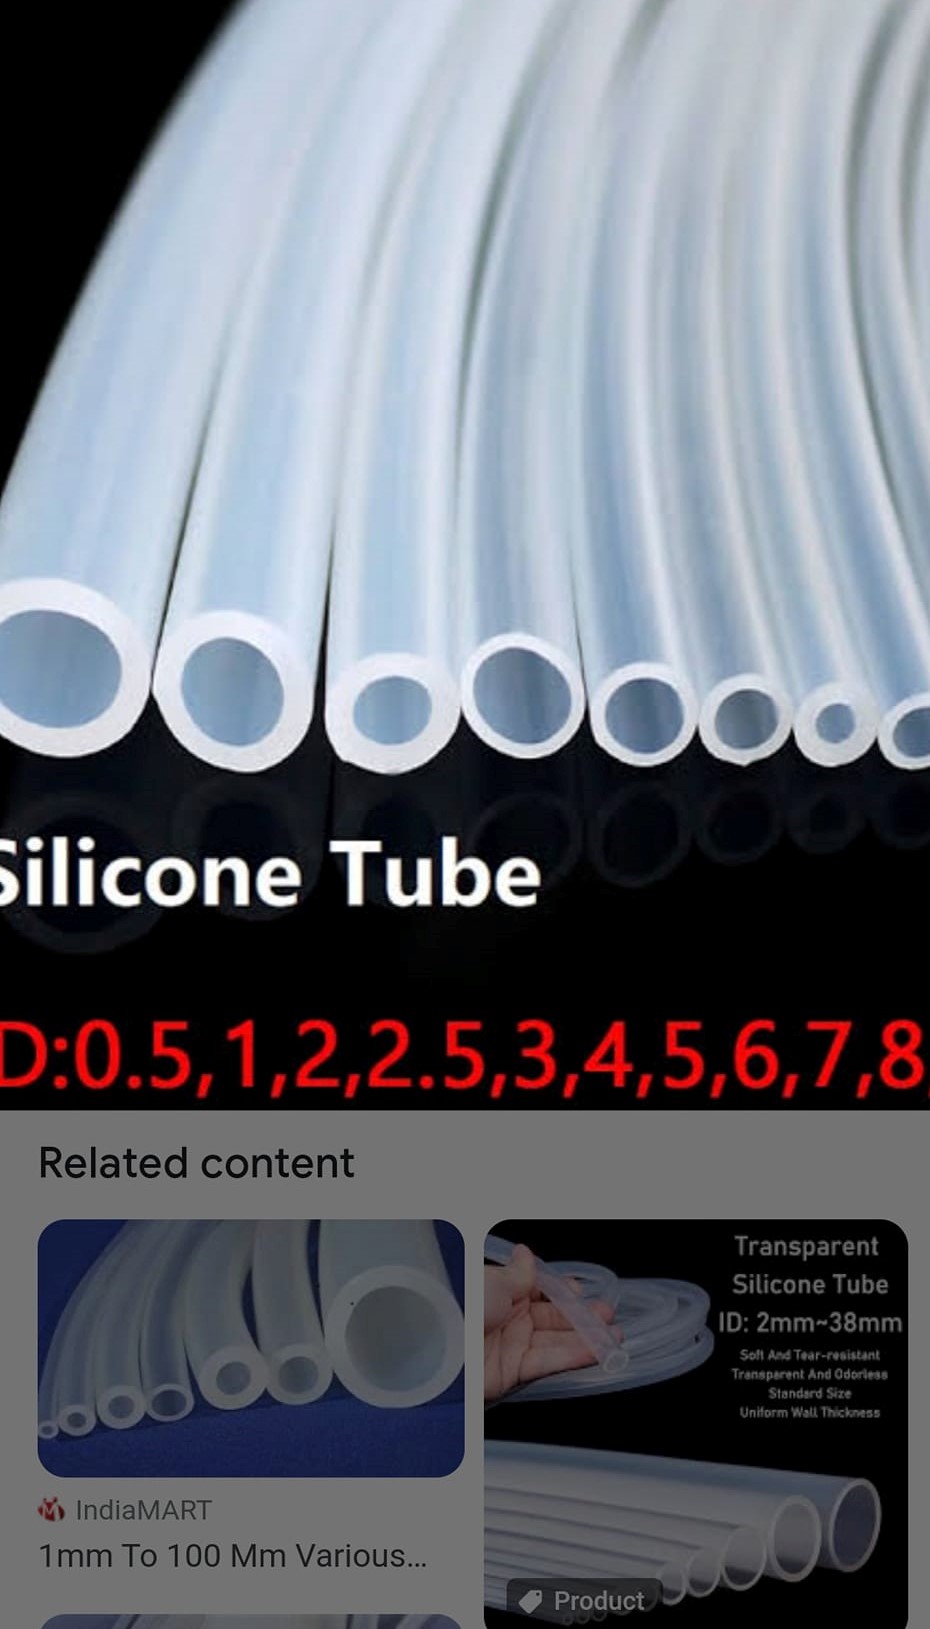 Silicone Tube
D:0.5,1,2,2.5,3,4,5,6,7,8,
Related content
Transparent
Silicone Tube
ID: 2mm~38mm
Soft And Tear-resistant
Transparent And Odorless
Standard Size
Uniform Wall Thickness
IndiaMART
1mm To 100 Mm Various...
Product